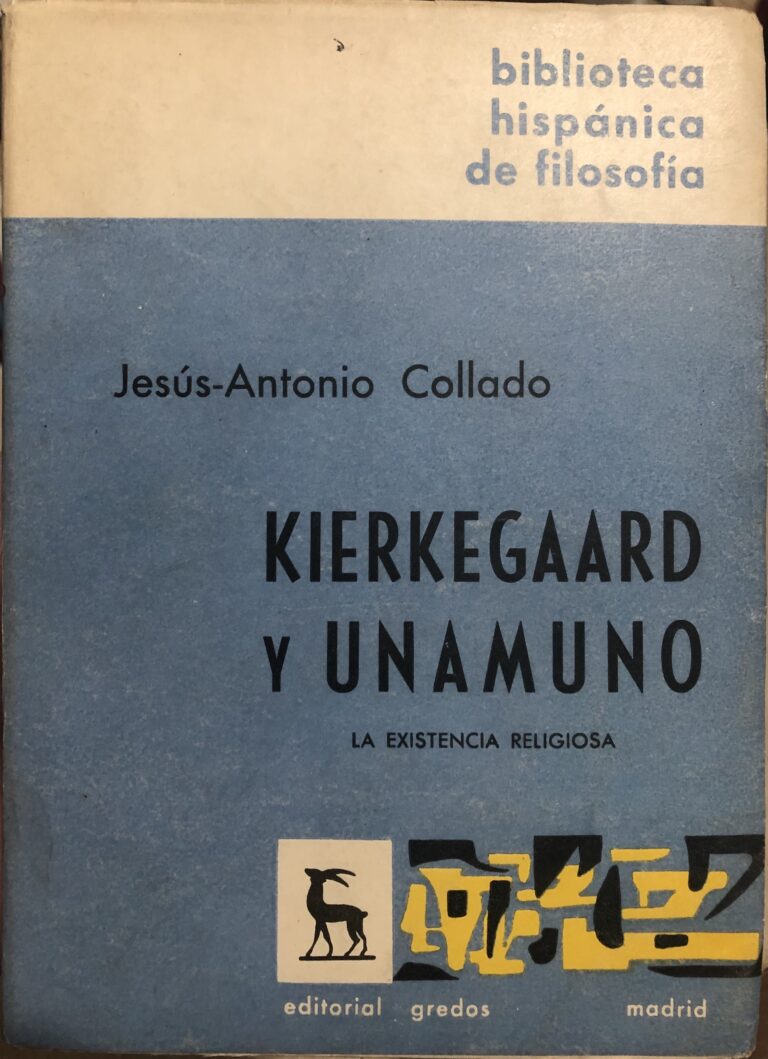 biblioteca
hispánica
de filosofía
Jesús-Antonio Collado
KIERKEGAARD
Y UNAMUNO
LA EXISTENCIA RELIGIOSA
editorial gredos madrid